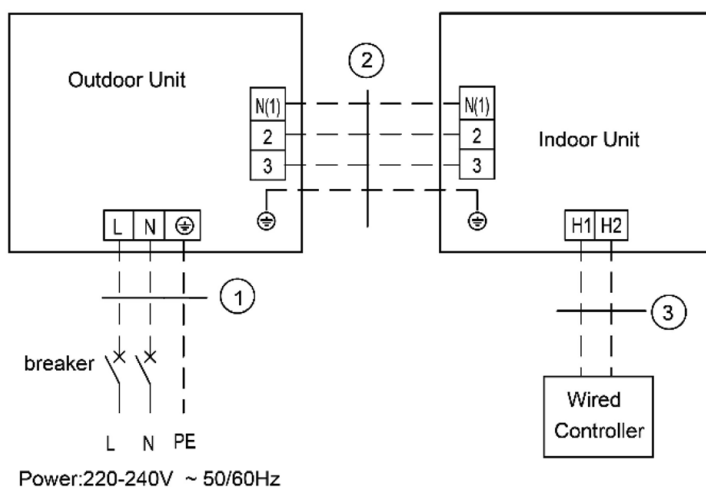 2
Outdoor Unit
N(1)
2
3
N(1)
2
3
Indoor Unit
L N
H1 H2
1
3
breaker
L N PE
Wired
Controller
Power:220-240V ~ 50/60Hz